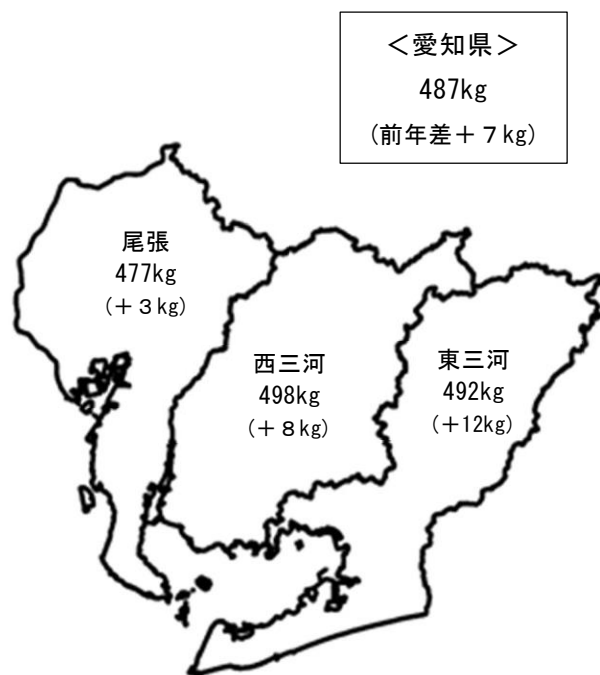 ＜愛知県＞
487kg
（前年差＋７kg）
尾張
477kg
（＋３kg）
西三河
498kg
（＋８kg）
東三河
492kg
（＋12kg）